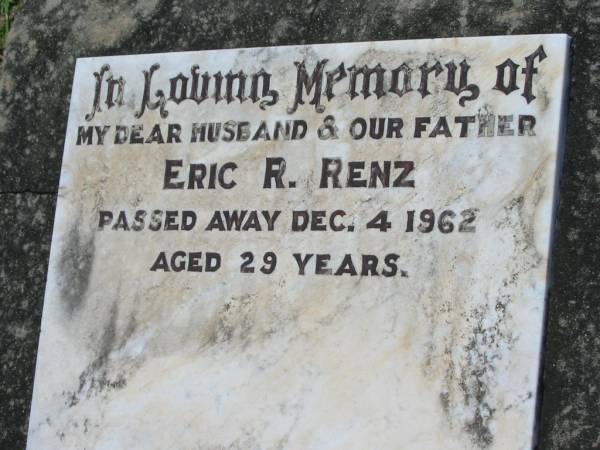 In Loving Memory of
MY DEAR HUSBAND & OUR FATHER
ERIC R. RENZ
PASSED AWAY DEC. 4 1962
AGED 29 YEARS.